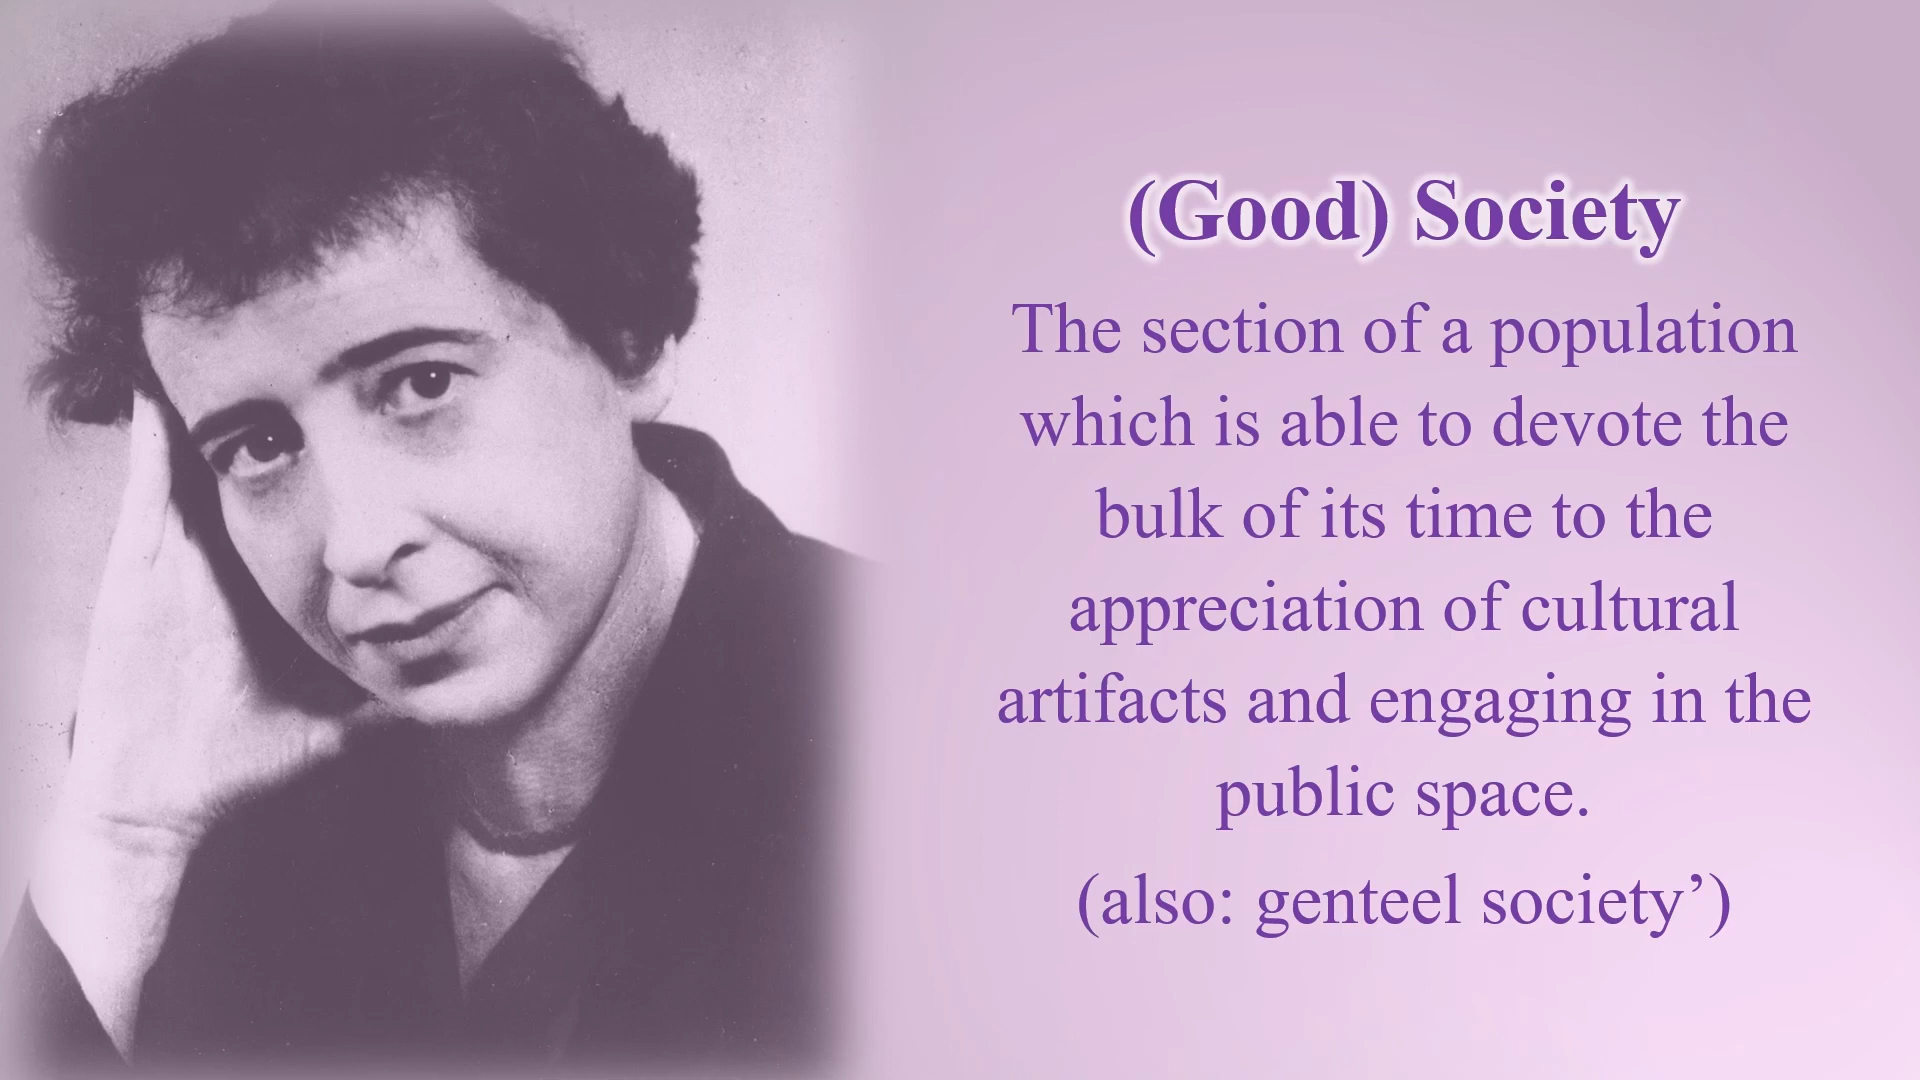 (Good) Society
The section of a population
which is able to devote the
bulk of its time to the
appreciation of cultural
artifacts and engaging in the
public space.
(also: genteel society’)